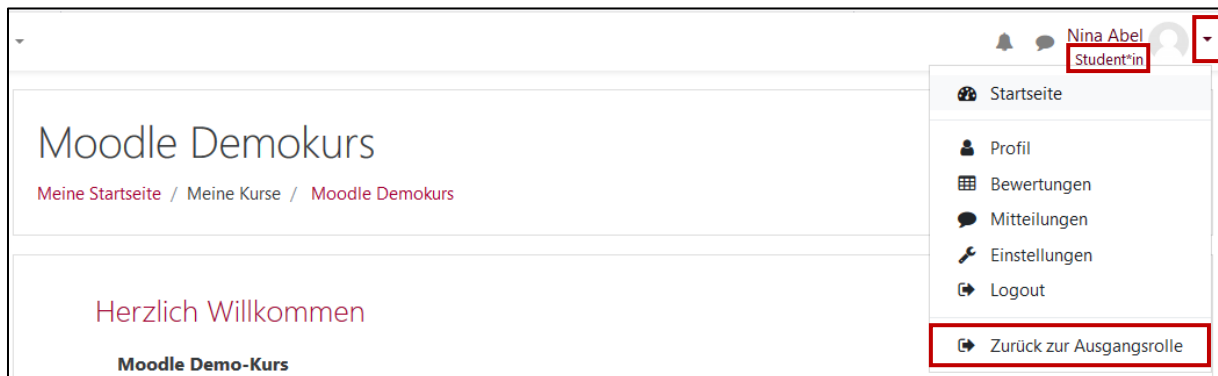 Nina Abel
Student*in
Startseite
Moodle Demokurs
Profil
Meine Startseite / Meine Kurse / Moodle Demokurs
Bewertungen
Mitteilungen
Einstellungen
Logout
Herzlich Willkommen
Zurück zur Ausgangsrolle
Moodle Demo-Kurs